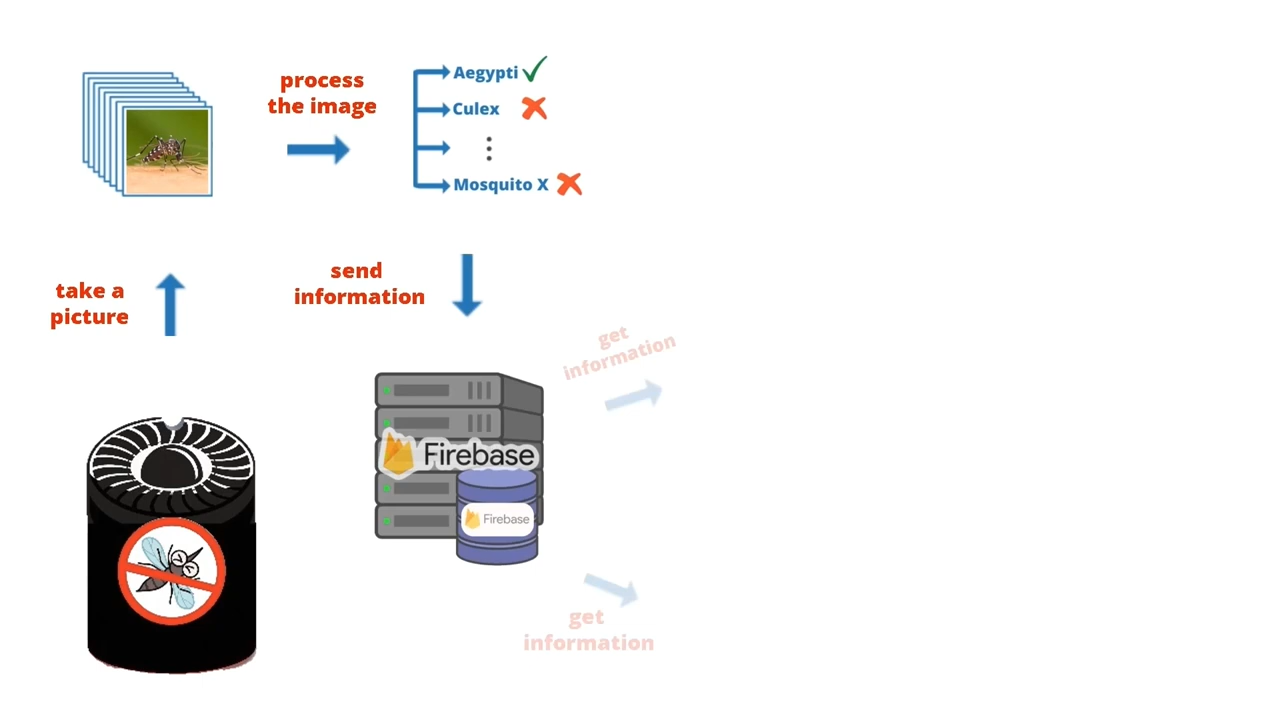 process
the image
Aegypti
Culex
Mosquito X
take a
picture
send
information
get
information
Firebase
Firebase
get
information